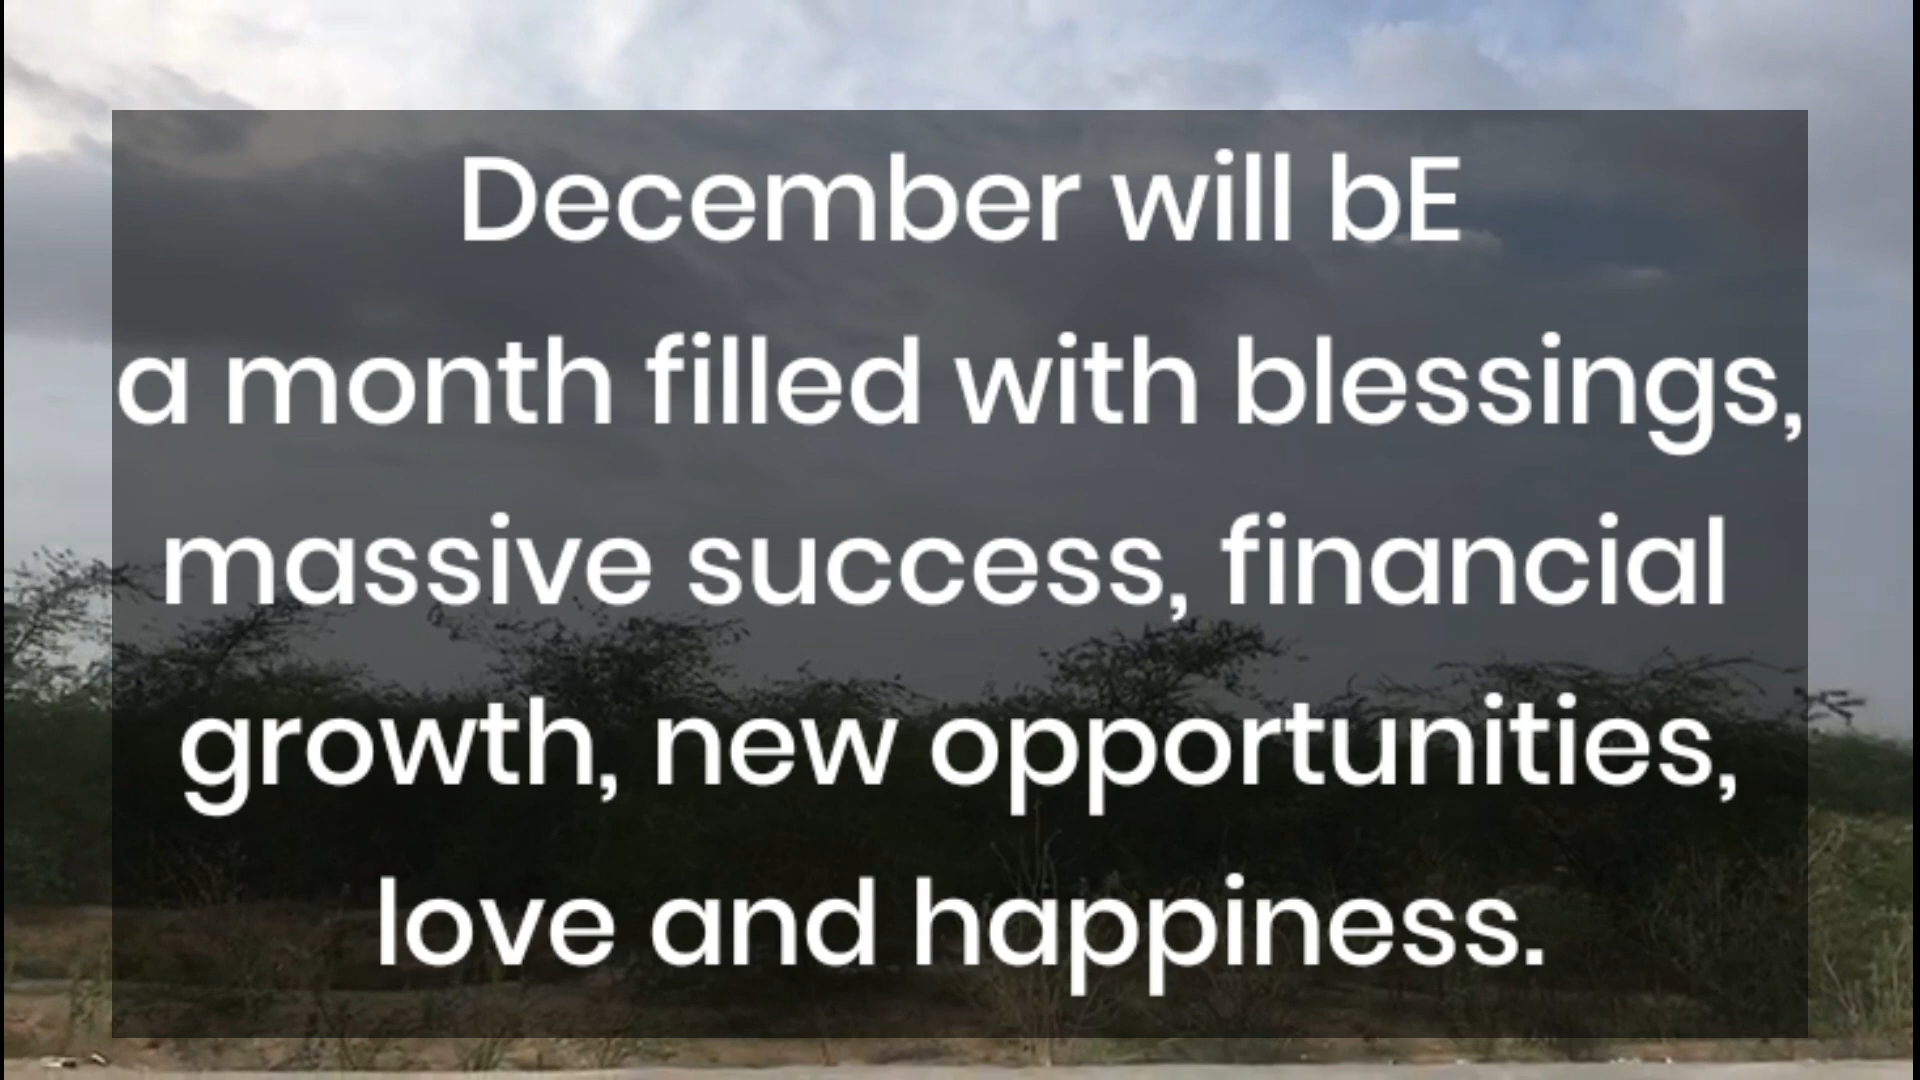 December will bE
a month filled with blessings,
massive success, financial
growth, new opportunities,
love and happiness.